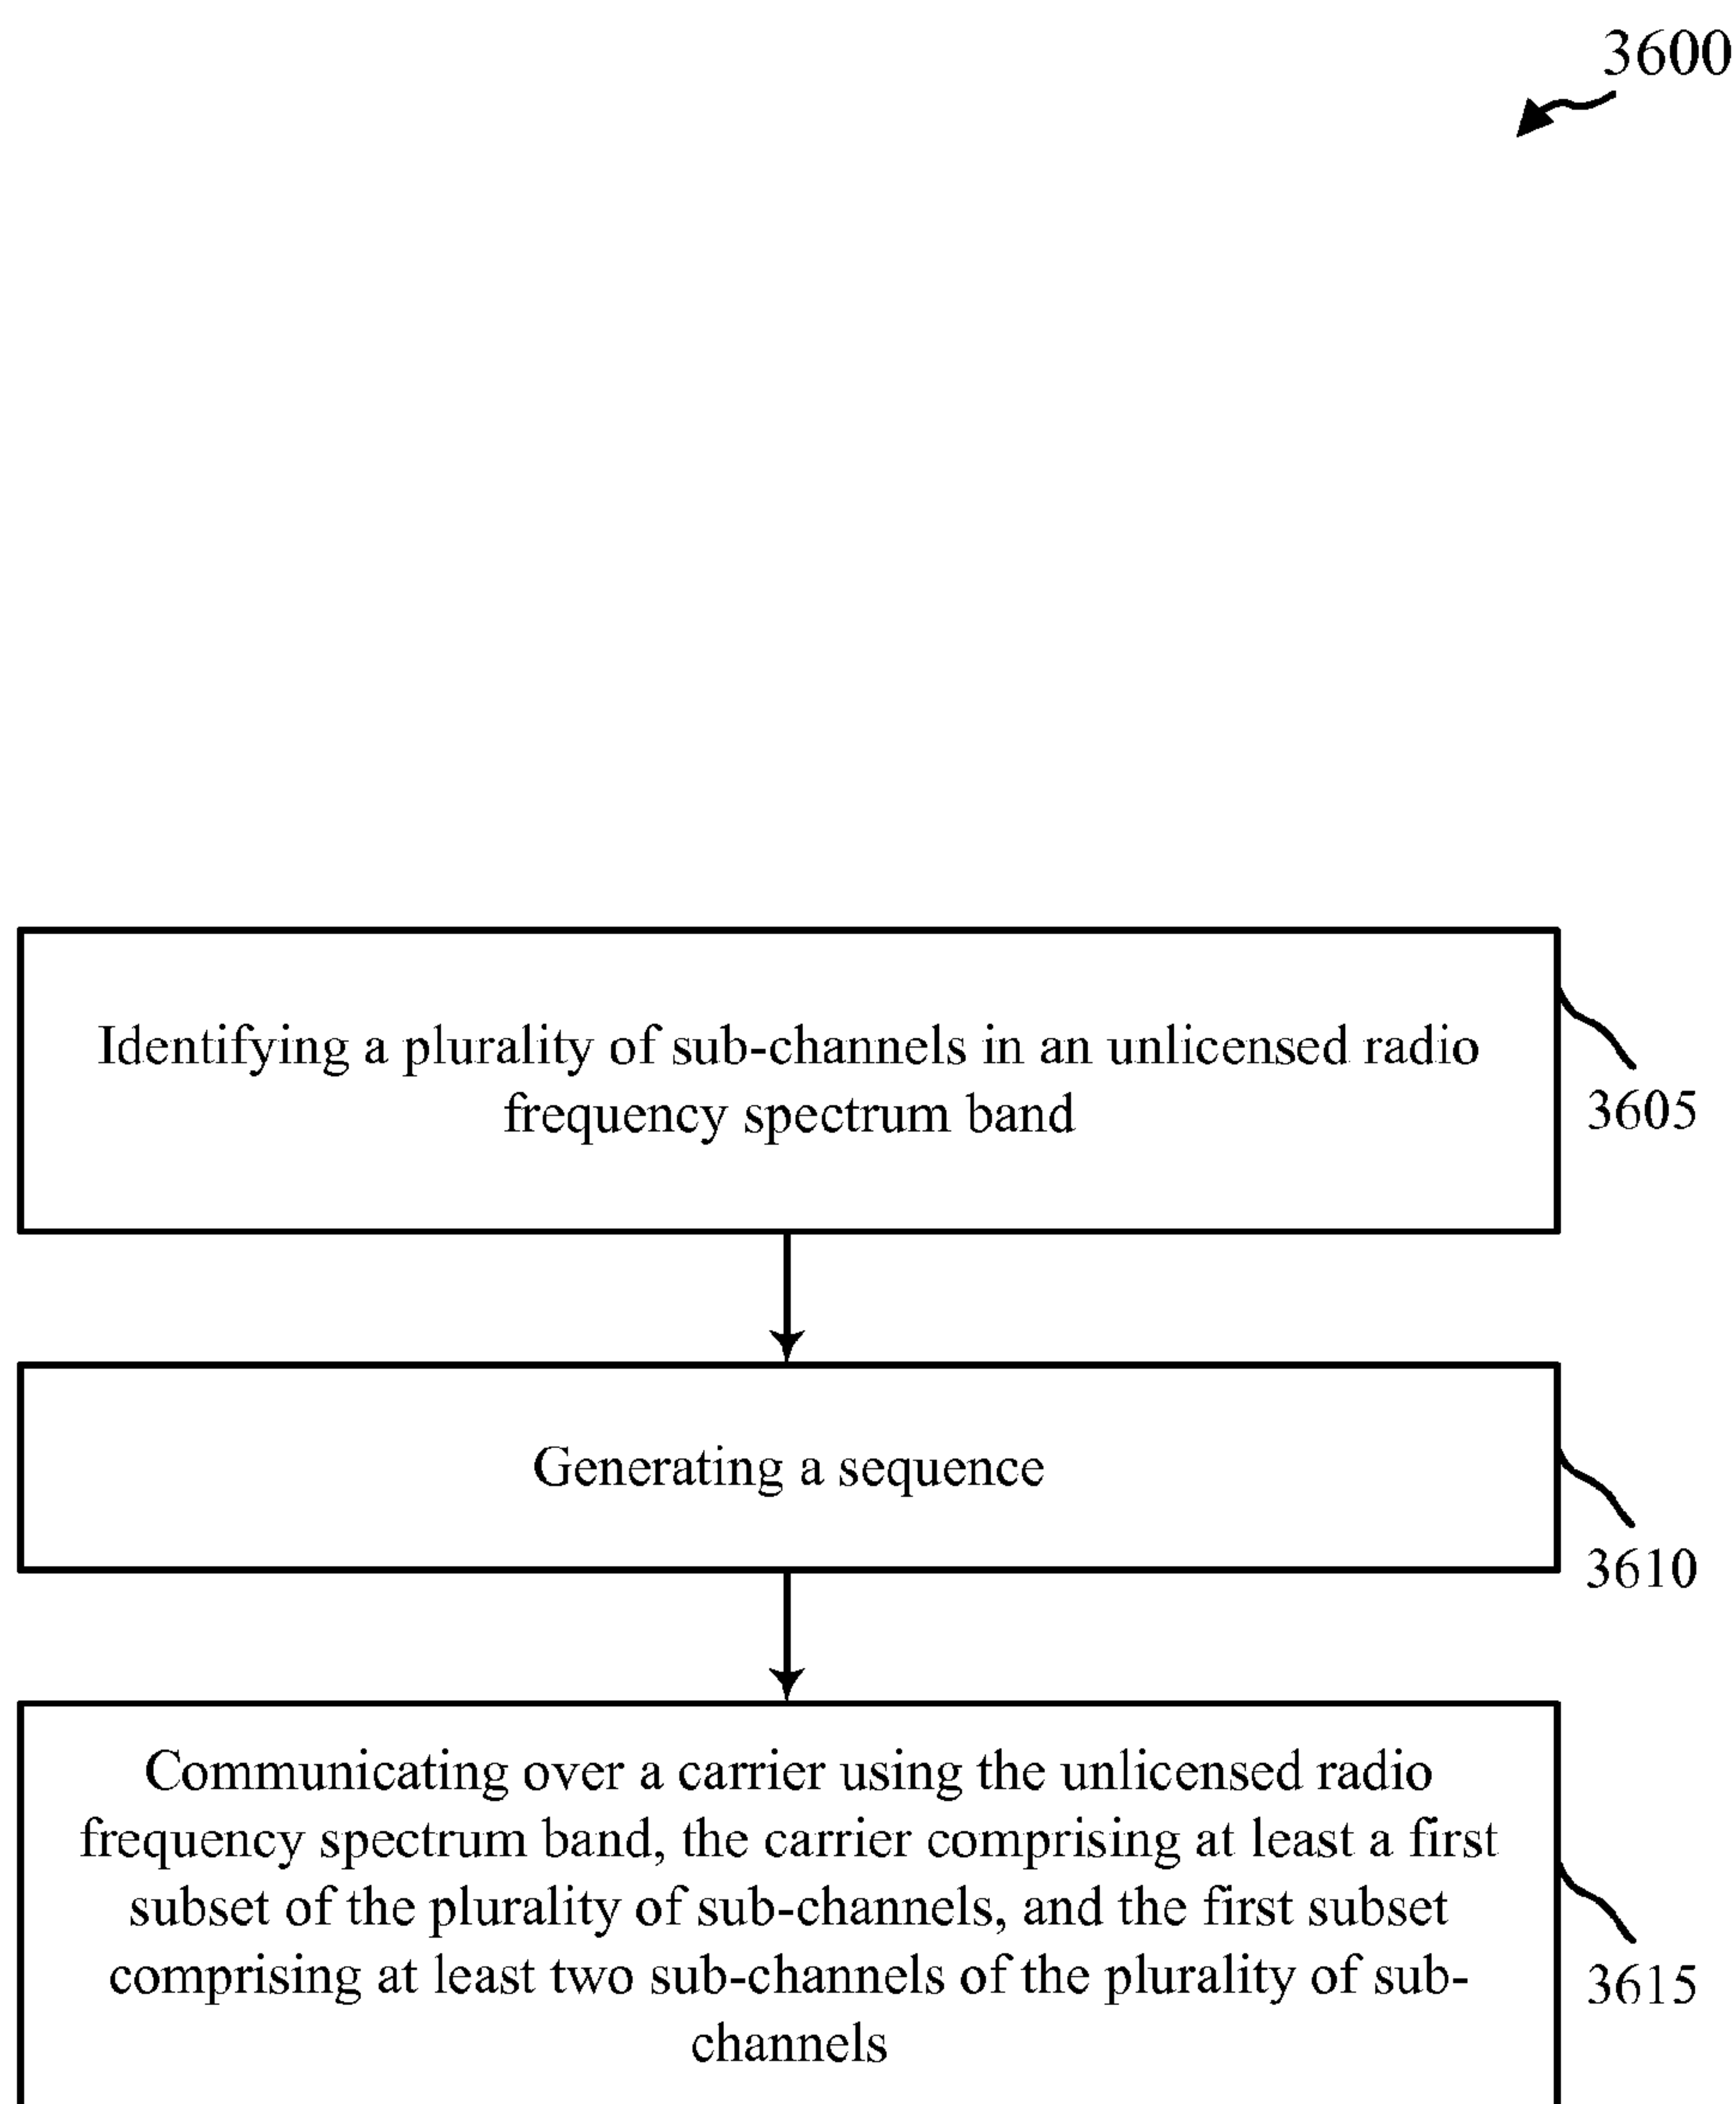 3600
Identifying a plurality of sub-channels in an unlicensed radio
frequency spectrum band
3605
Generating a sequence
3610
Communicating over a carrier using the unlicensed radio
frequency spectrum band, the carrier comprising at least a first
subset of the plurality of sub-channels, and the first subset
comprising at least two sub-channels of the plurality of sub-
channels
3615